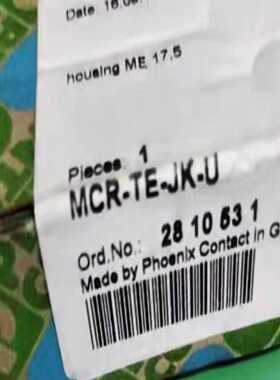 Date
housing ME 17.5
Pieces: 1
MCR-TE-JK-U
Ord.No.: 28 10 53 1
Made by Phoenix Contact in G